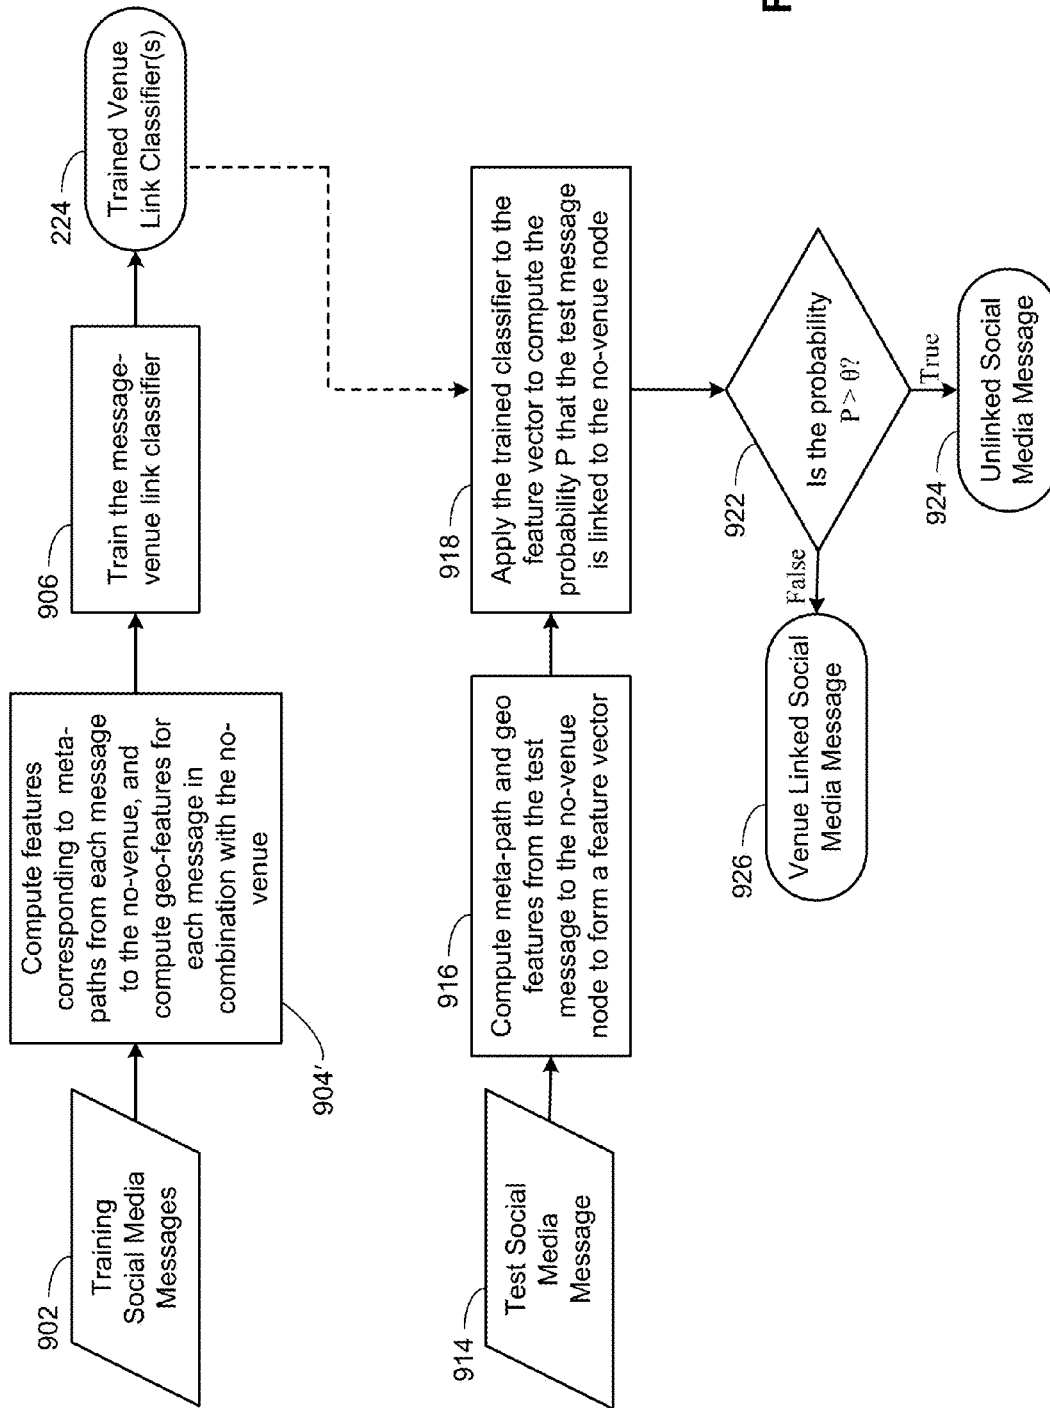 902
Training
Social Media
Messages
904′
Compute features
corresponding to meta-
paths from each message
to the no-venue, and
compute geo-features for
each message in
combination with the no-
venue
906
Train the message-
venue link classifier
224
Trained Venue
Link Classifier(s)
914
Test Social
Media
Message
916
Compute meta-path and geo
features from the test
message to the no-venue
node to form a feature vector
918
Apply the trained classifier to the
feature vector to compute the
probability P that the test message
is linked to the no-venue node
922
Is the probability
P > θ?
False
True
926
Venue Linked Social
Media Message
924
Unlinked Social
Media Message